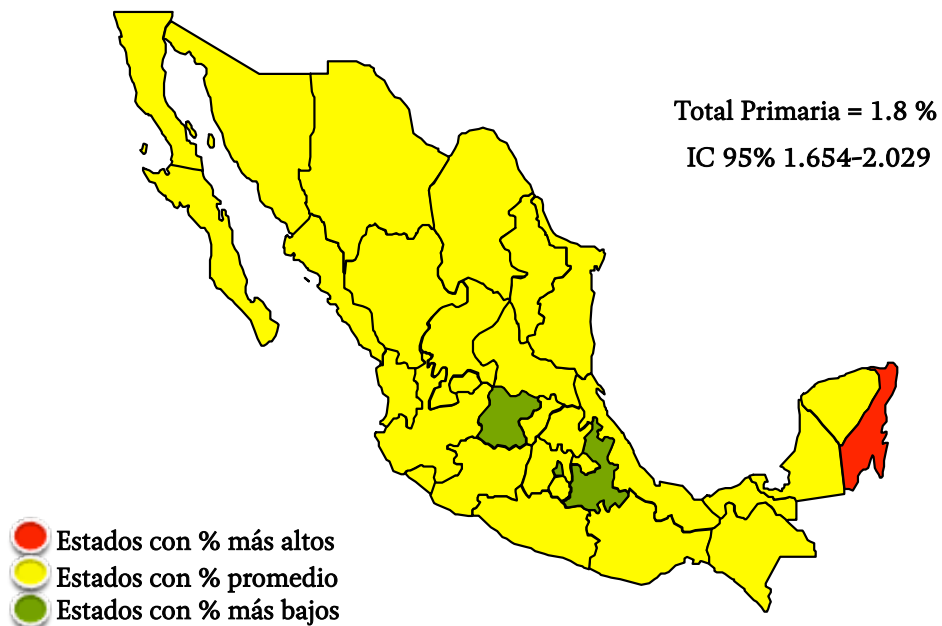 Total Primaria = 1.8 %
IC 95% 1.654-2.029
Estados con % más altos
Estados con % promedio
Estados con % más bajos